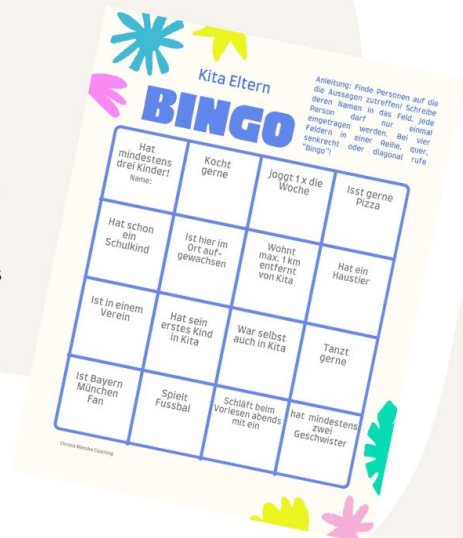 Kita Eltern
BINGO
Anleitung: Finde Personen auf die
die Aussagen zutreffen! Schreibe
deren Namen in das Feld. Jede
Person darf nur einmal
eingetragen werden. Bei vier
Feldern in einer Reihe, quer,
senkrecht oder diagonal rufe
"Bingo"!
Hat
mindestens
drei Kinder!
Name:
Kocht
gerne
Joggt 1 x die
Woche
Isst gerne
Pizza
Hat schon
ein
Schulkind
Ist hier im
Ort auf-
gewachsen
Wohnt
max. 1 km
entfernt
von Kita
Hat ein
Haustier
Ist in einem
Verein
Hat sein
erstes Kind
in Kita
War selbst
auch in Kita
Tanzt
gerne
Ist Bayern
München
Fan
Spielt
Fussbal
Schläft beim
Vorlesen abends
mit ein
hat mindestens
zwei
Geschwister
Coaching